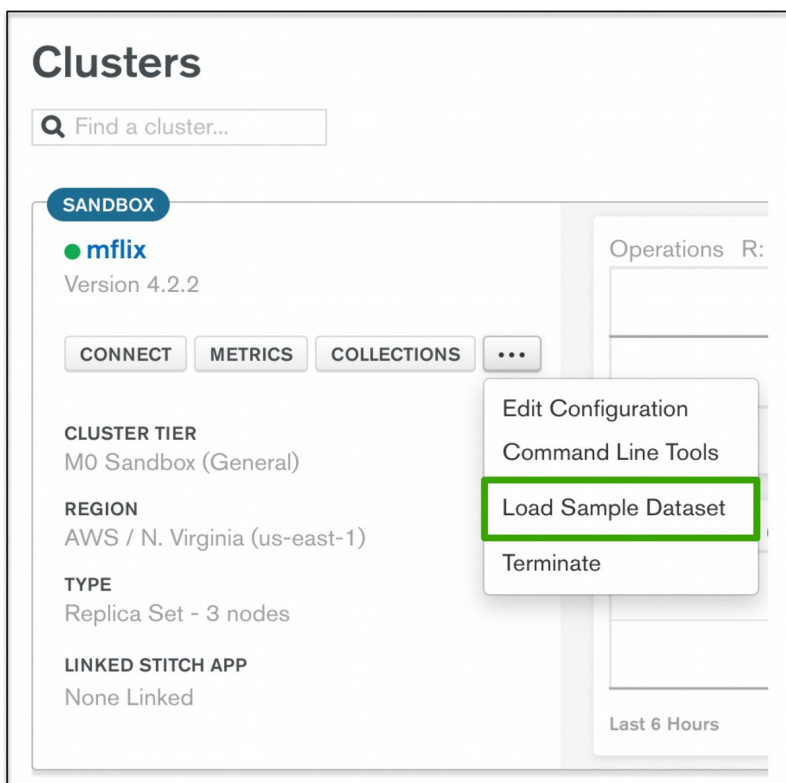 Clusters
Find a cluster...
SANDBOX
mflix
Version 4.2.2
Operations R:
CONNECT METRICS COLLECTIONS ...
Edit Configuration
Command Line Tools
Load Sample Dataset
Terminate
CLUSTER TIER
M0 Sandbox (General)
REGION
AWS / N. Virginia (us-east-1)
TYPE
Replica Set - 3 nodes
LINKED STITCH APP
None Linked
Last 6 Hours